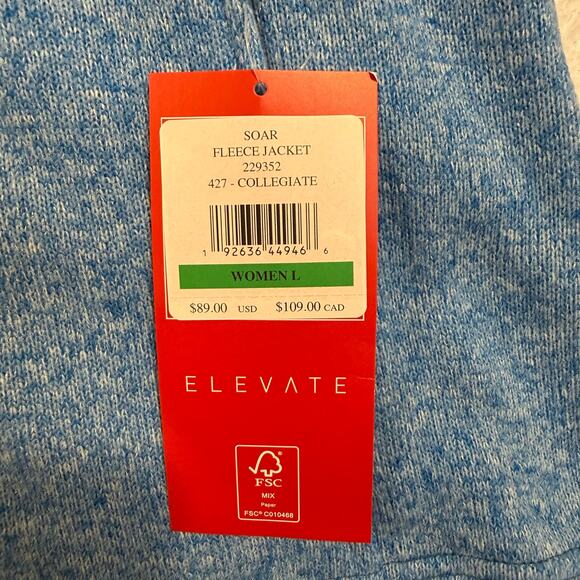 SOAR
FLEECE JACKET
229352
427 - COLLEGIATE
1 92636 44946 6
WOMEN L
$89.00 USD $109.00 CAD
ELEVATE
FSC
MIX
Paper
FSC® C010468